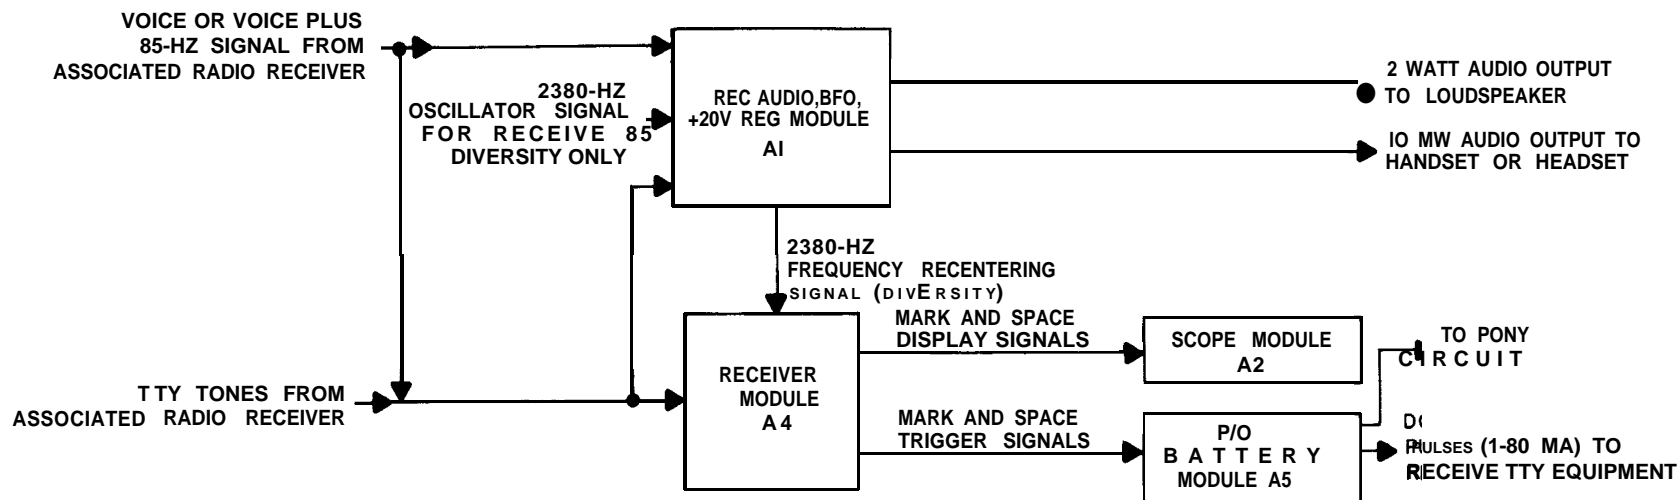 VOICE OR VOICE PLUS
85-HZ SIGNAL FROM
ASSOCIATED RADIO RECEIVER
2380-HZ
OSCILLATOR SIGNAL
FOR RECEIVE 85
DIVERSITY ONLY
REC AUDIO,BFO,
+20V REG MODULE
A1
2 WATT AUDIO OUTPUT
TO LOUDSPEAKER
10 MW AUDIO OUTPUT TO
HANDSET OR HEADSET
2380-HZ
FREQUENCY RECENTERING
SIGNAL (DIVERSITY)
MARK AND SPACE
DISPLAY SIGNALS
SCOPE MODULE
A2
TO PONY
CIRCUIT
TTY TONES FROM
ASSOCIATED RADIO RECEIVER
RECEIVER
MODULE
A4
MARK AND SPACE
TRIGGER SIGNALS
P/O
BATTERY
MODULE A5
PULSES (1-80 MA) TO
RECEIVE TTY EQUIPMENT